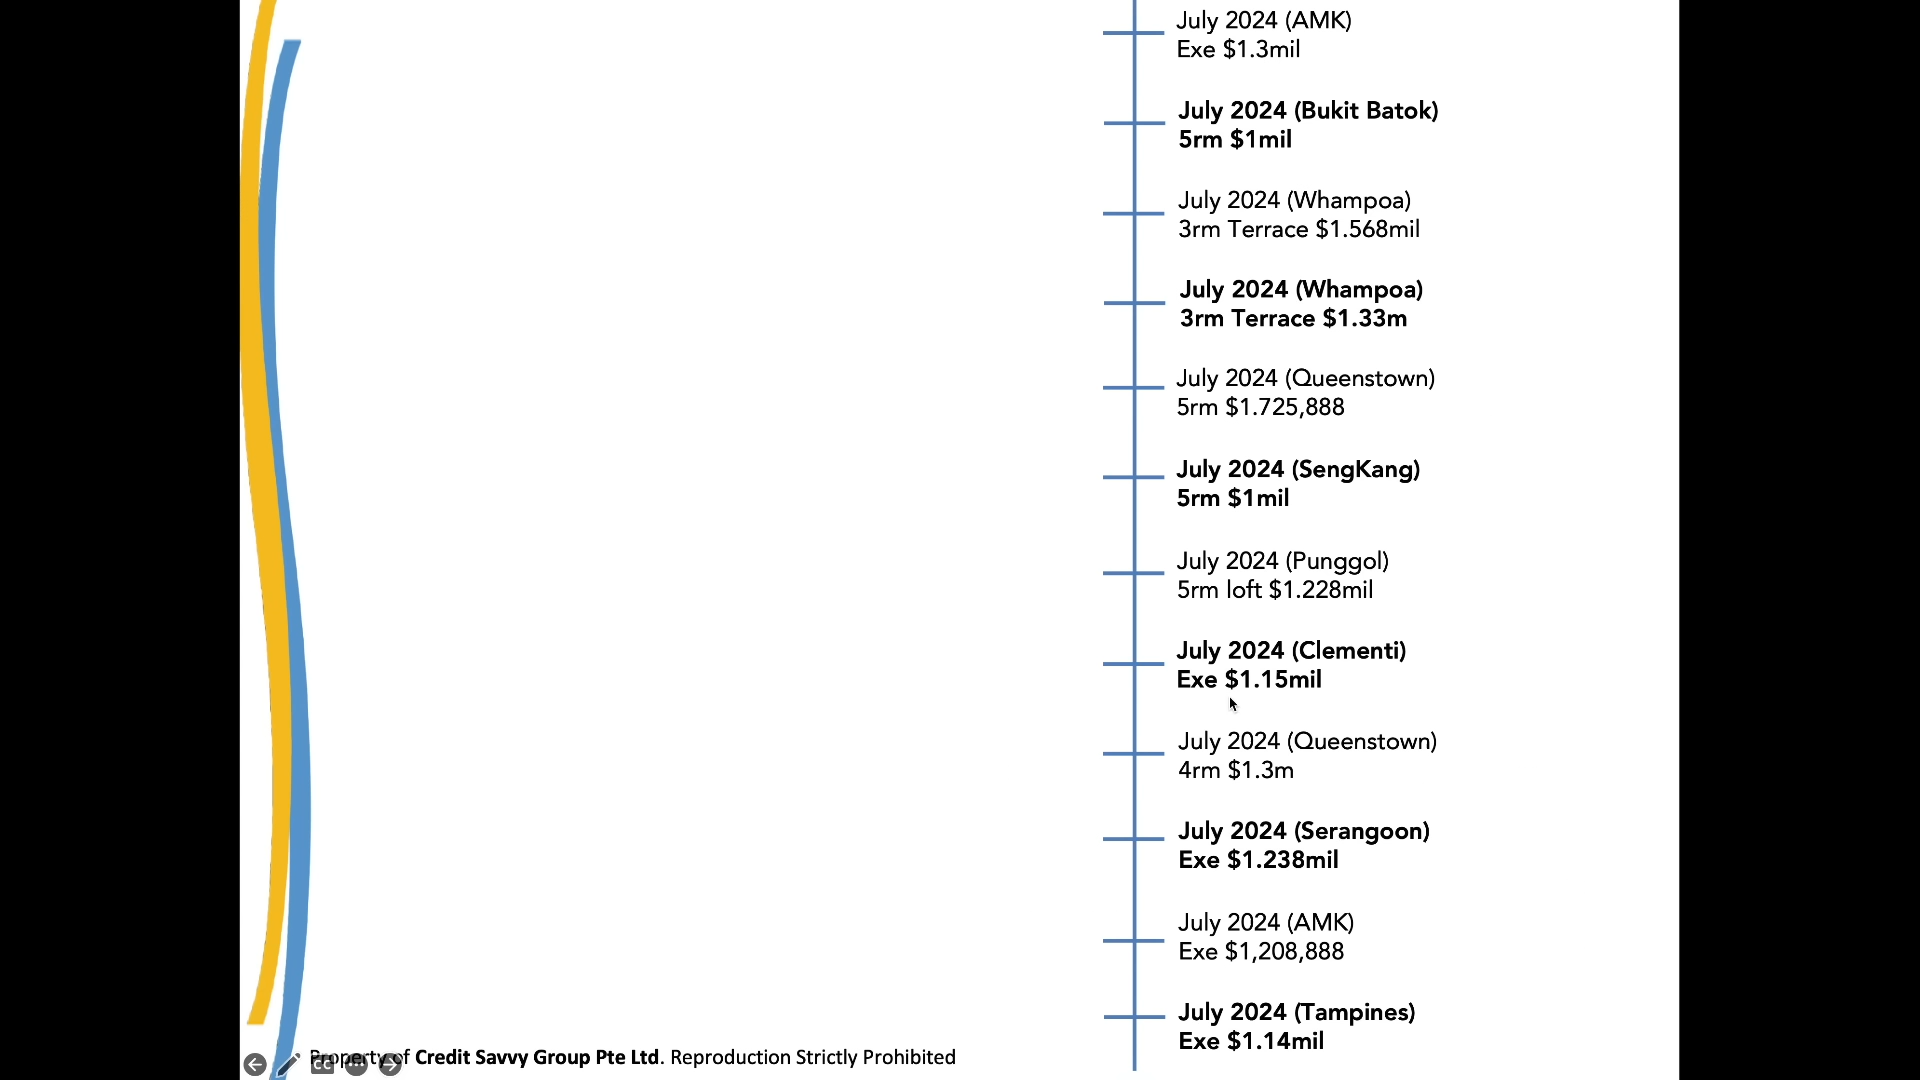 July 2024 (AMK)
Exe $1.3mil
July 2024 (Bukit Batok)
5rm $1mil
July 2024 (Whampoa)
3rm Terrace $1.568mil
July 2024 (Whampoa)
3rm Terrace $1.33m
July 2024 (Queenstown)
5rm $1.725,888
July 2024 (SengKang)
5rm $1mil
July 2024 (Punggol)
5rm loft $1.228mil
July 2024 (Clementi)
Exe $1.15mil
July 2024 (Queenstown)
4rm $1.3m
July 2024 (Serangoon)
Exe $1.238mil
July 2024 (AMK)
Exe $1,208,888
July 2024 (Tampines)
Exe $1.14mil
Property of Credit Savvy Group Pte Ltd. Reproduction Strictly Prohibited
CC